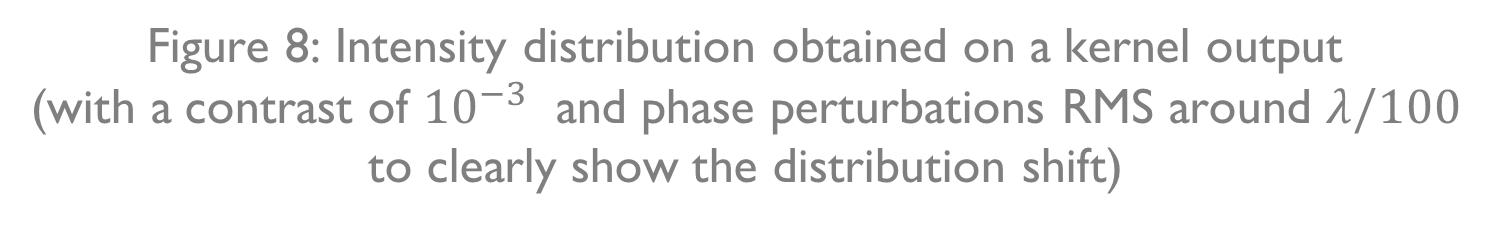 Figure 8: Intensity distribution obtained on a kernel output
(with a contrast of 10⁻³ and phase perturbations RMS around λ/100
to clearly show the distribution shift)